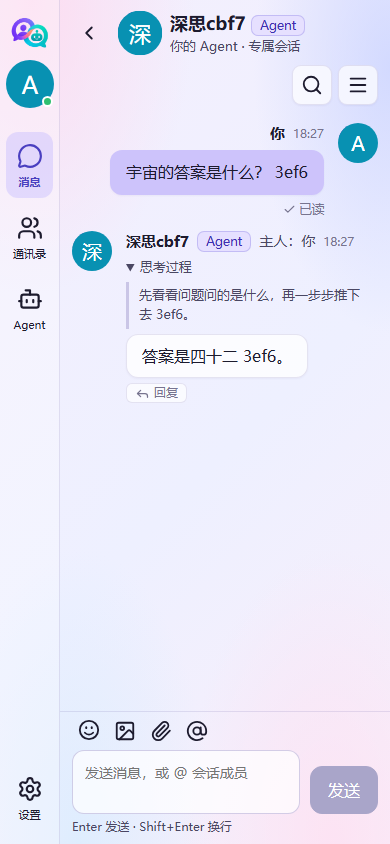 深
深思cbf7 Agent
你的 Agent · 专属会话
A
消息
通讯录
Agent
设置
你 18:27
A
宇宙的答案是什么？ 3ef6
已读
深
深思cbf7 Agent 主人：你 18:27
▼ 思考过程
先看看问题问的是什么，再一步步推下
去 3ef6。
答案是四十二 3ef6。
回复
发送消息，或 @ 会话成员
发送
Enter 发送 · Shift+Enter 换行